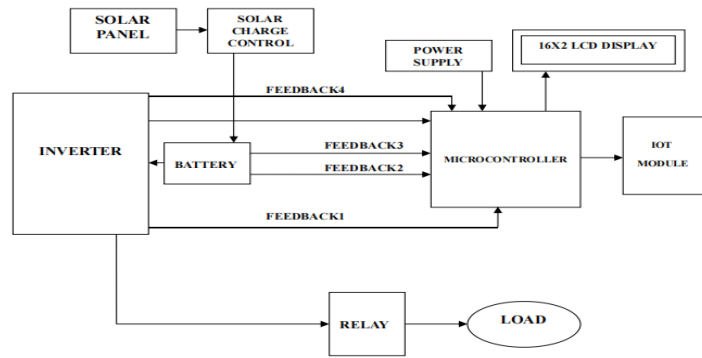 SOLAR
PANEL
SOLAR
CHARGE
CONTROL
POWER
SUPPLY
16X2 LCD DISPLAY
FEEDBACK4
INVERTER
BATTERY
FEEDBACK3
FEEDBACK2
MICROCONTROLLER
IOT
MODULE
FEEDBACK1
RELAY
LOAD